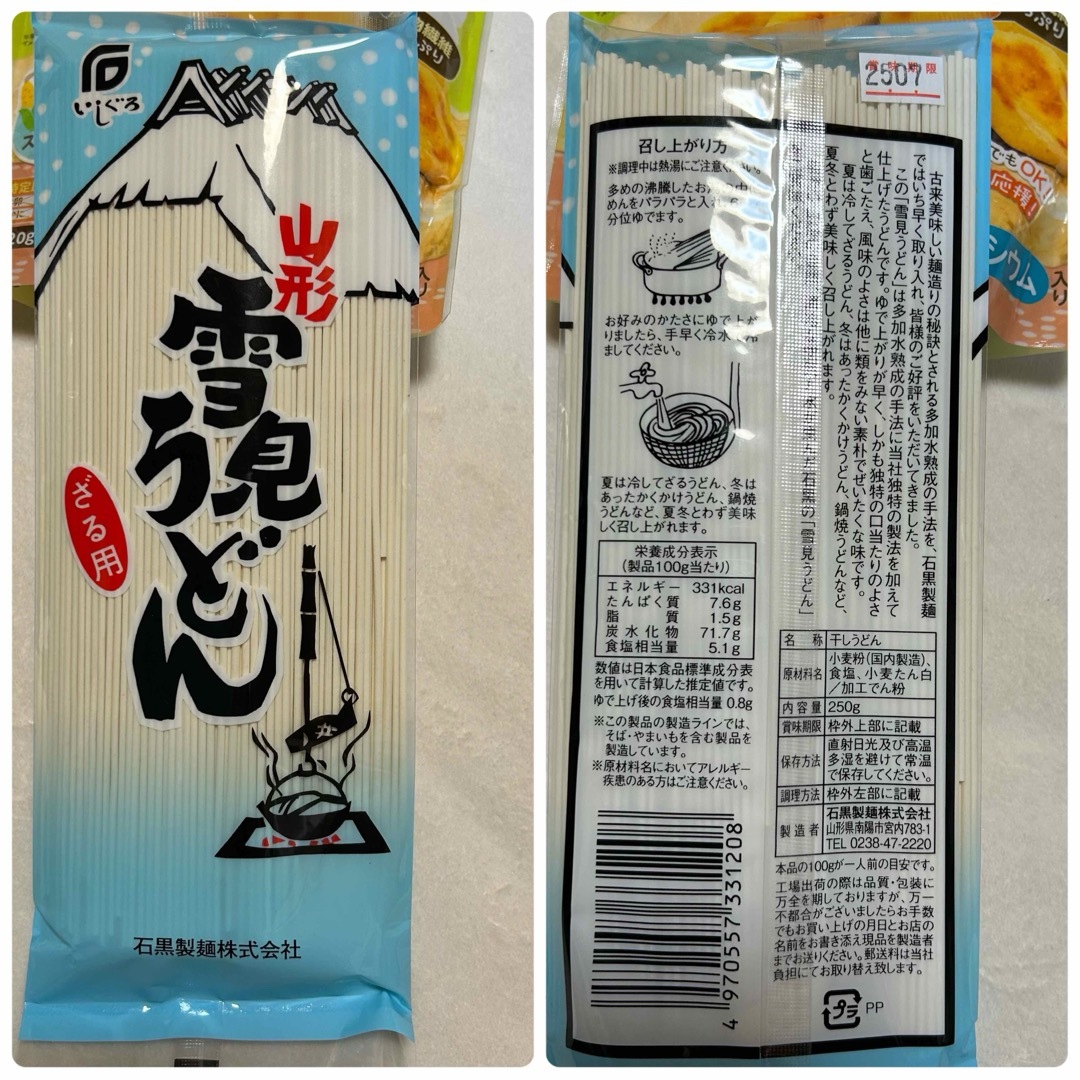 いしぐろ
山形
雪見
うどん
ざる用
石黒製麺株式会社
賞味期限
2507
召し上がり方
※調理中は熱湯にご注意ください。
多めの沸騰したお
めんをバラバラと入れ
分位ゆでます。
お好みのかたさにゆで上が
りましたら、手早く冷水
ましてください。
夏は冷してざるうどん、冬は
あったかくかけうどん、鍋焼
うどんなど、夏冬とわず美味
しく召し上がれます。
栄養成分表示
(製品100g当たり)
エネルギー 331kcal
たんぱく質 7.6g
脂質 1.5g
炭水化物 71.7g
食塩相当量 5.1g
数値は日本食品標準成分表
を用いて計算した推定値です。
ゆで上げ後の食塩相当量 0.8g
※この製品の製造ラインでは、
そば・やまいもを含む製品を
製造しています。
※原材料名においてアレルギー
疾患のある方はご注意ください。
4970557331208
古来美味しい麺造りの秘訣とされる多加水熟成の手法を、石黒製麺
ではいち早く取り入れ、皆様のご好評をいただいてきました。
この「雪見うどん」は多加水熟成の手法に当社独特の製法を加えて
仕上げたうどんです。ゆで上がりが早く、しかも独特の口当たりのよさ
と歯ごたえ、風味のよさは他に類をみない素朴でぜいたくな味です。
夏は冷してざるうどん、冬はあったかくかけうどん、鍋焼うどんなど、
夏冬とわず美味しく召し上がれます。
石黒の「雪見うどん」
名称 干しうどん
原材料名 小麦粉(国内製造)、
食塩、小麦たん白
/加工でん粉
内容量 250g
賞味期限 枠外上部に記載
保存方法 直射日光及び高温
多湿を避けて常温
で保存してください。
調理方法 枠外左部に記載
製造者 石黒製麺株式会社
山形県南陽市宮内783-1
TEL 0238-47-2220
本品の100gが一人前の目安です。
工場出荷の際は品質・包装に
万全を期しておりますが、万一
不都合がございましたらお手数
でもお買い上げの月日とお店の
名前をお書き添え現品を製造者
までお送りください。郵送料は当社
負担にてお取り替え致します。
プラ PP
でもOK
応援!
シウム
入り